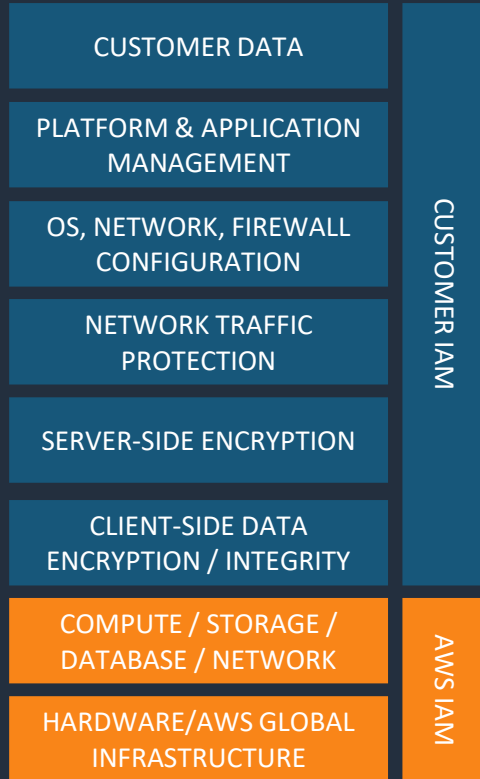 CUSTOMER DATA
PLATFORM & APPLICATION
MANAGEMENT
OS, NETWORK, FIREWALL
CONFIGURATION
NETWORK TRAFFIC
PROTECTION
SERVER-SIDE ENCRYPTION
CLIENT-SIDE DATA
ENCRYPTION / INTEGRITY
CUSTOMER IAM
COMPUTE / STORAGE /
DATABASE / NETWORK
HARDWARE/AWS GLOBAL
INFRASTRUCTURE
AWS IAM